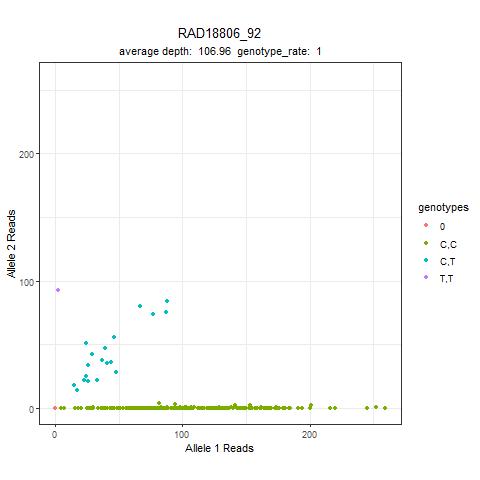 RAD18806_92
average depth:  106.96  genotype_rate:  1
Allele 2 Reads
200
100
0
0
100
200
Allele 1 Reads
genotypes
0
C,C
C,T
T,T